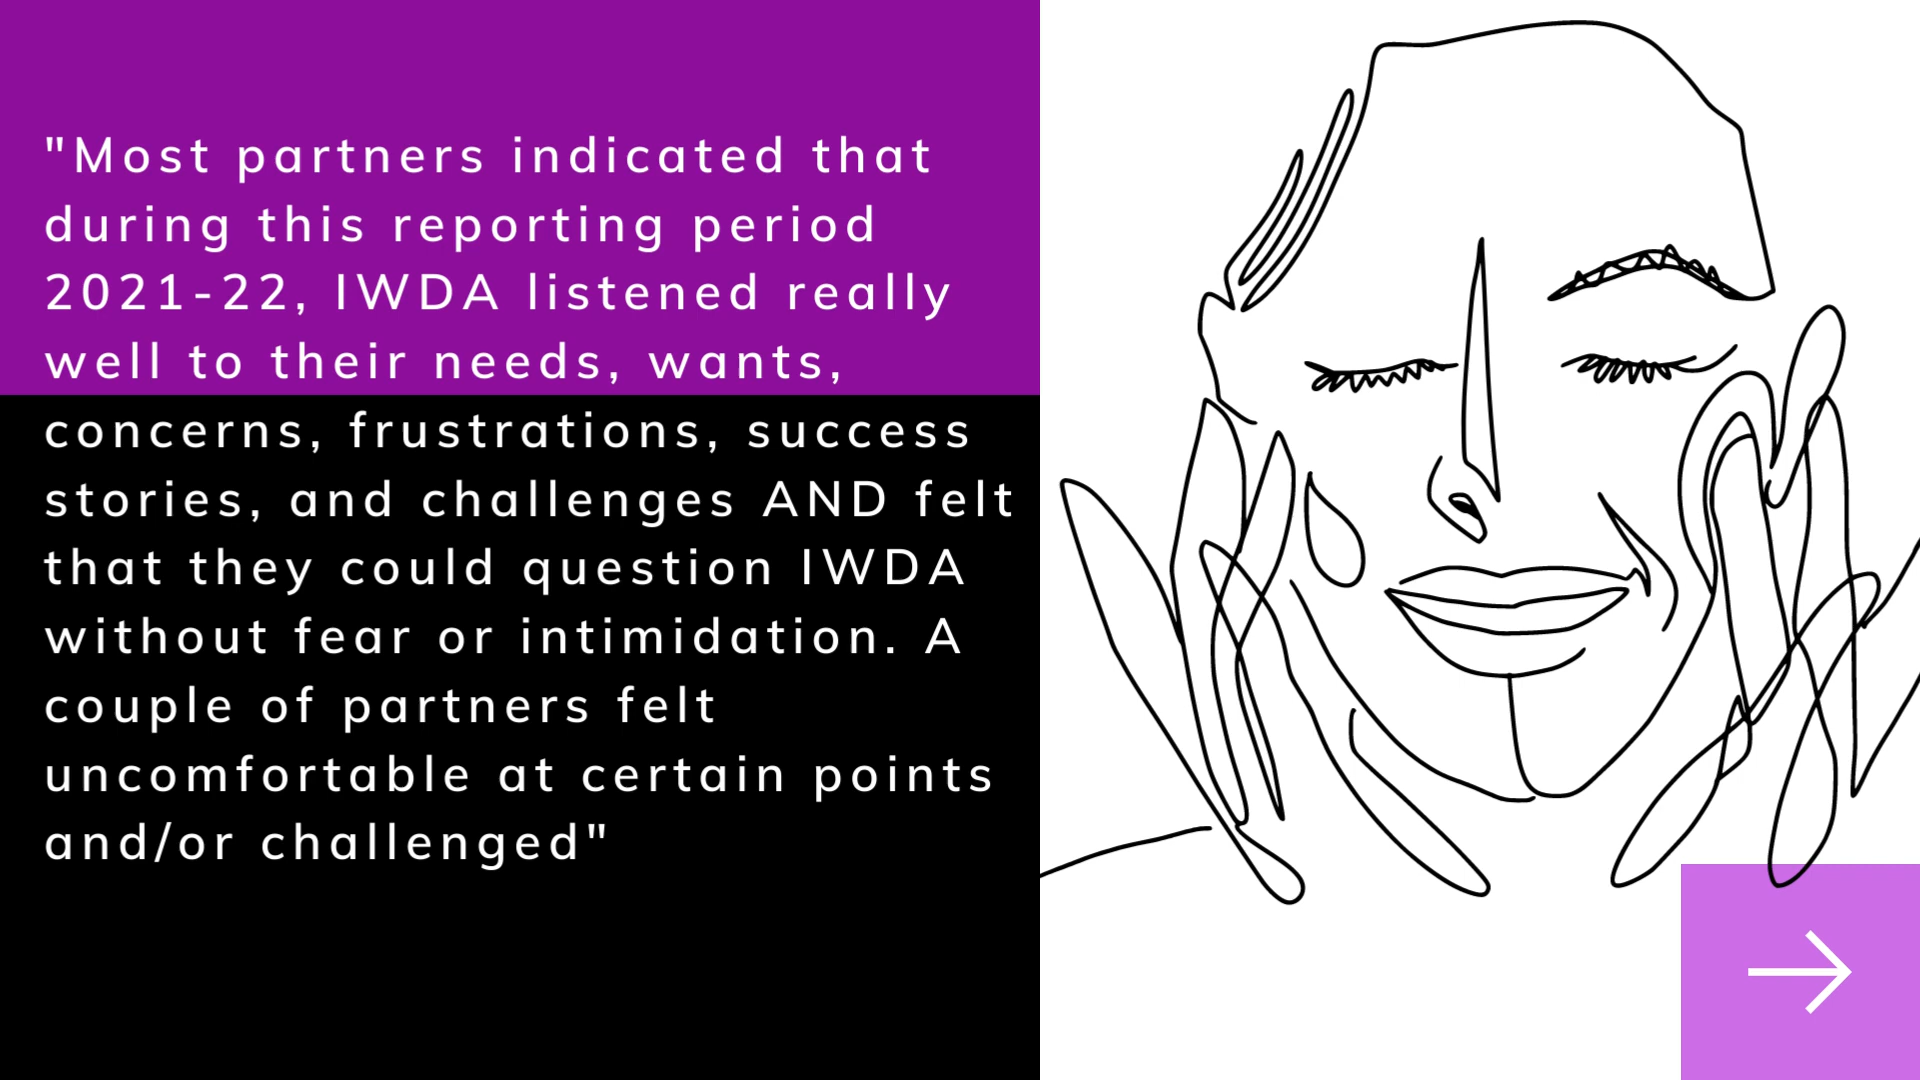 "Most partners indicated that
during this reporting period
2021-22, IWDA listened really
well to their needs, wants,
concerns, frustrations, success
stories, and challenges AND felt
that they could question IWDA
without fear or intimidation. A
couple of partners felt
uncomfortable at certain points
and/or challenged"